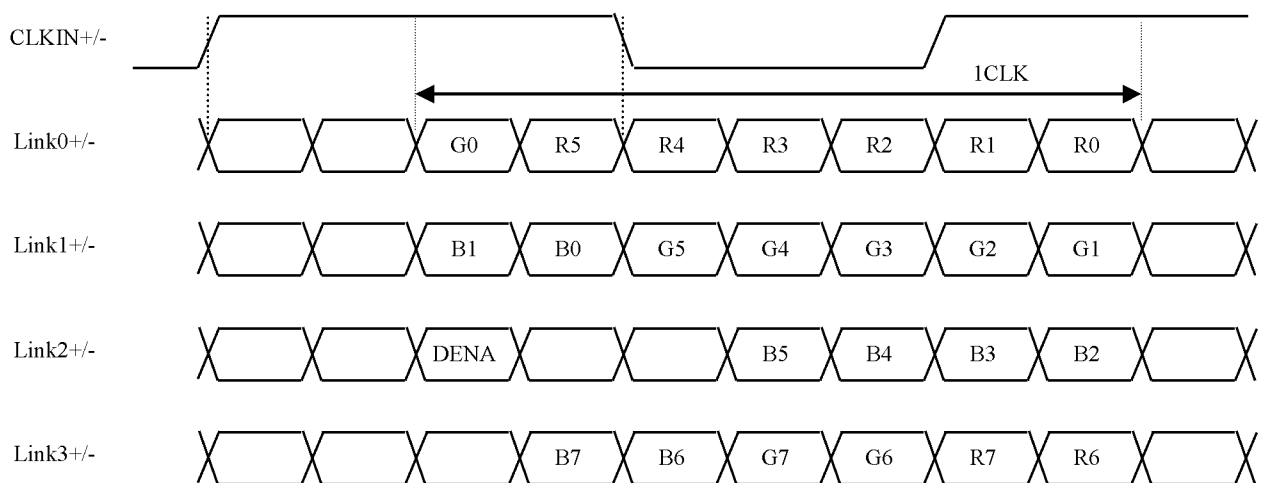 CLKIN+/-
1CLK
Link0+/- G0 R5 R4 R3 R2 R1 R0
Link1+/- B1 B0 G5 G4 G3 G2 G1
Link2+/- DENA B5 B4 B3 B2
Link3+/- B7 B6 G7 G6 R7 R6